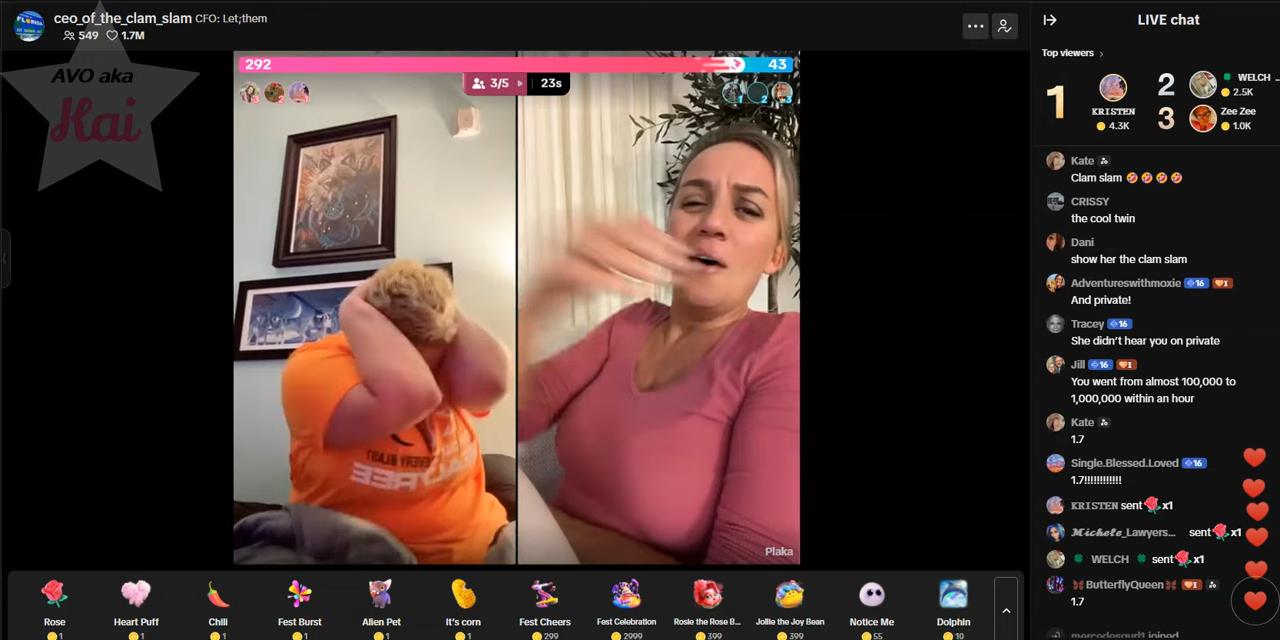 ceo_of_the_clam_slam CFO: Let;them
549 1.7M
AVO aka
Kai
292
43
3/5
23s
Plaka
LIVE chat
Top viewers
1
KRISTEN
4.3K
2
WELCH
2.5K
3
Zee Zee
1.0K
Kate
Clam slam
CRISSY
the cool twin
Dani
show her the clam slam
Adventureswithmoxie 16 I
And private!
Tracey 16
She didn't hear you on private
Jill 16 I
You went from almost 100,000 to
1,000,000 within an hour
Kate
1.7
Single.Blessed.Loved 16
1.7!!!!!!!!!!!!
KRISTEN sent x1
Michele_Lawyers... sent x1
WELCH sent x1
ButterflyQueen I
1.7
Rose
1
Heart Puff
1
Chili
1
Fest Burst
1
Alien Pet
1
It's corn
1
Fest Cheers
299
Fest Celebration
2999
Rosie the Rose B...
399
Jollie the Joy Bean
399
Notice Me
55
Dolphin
10